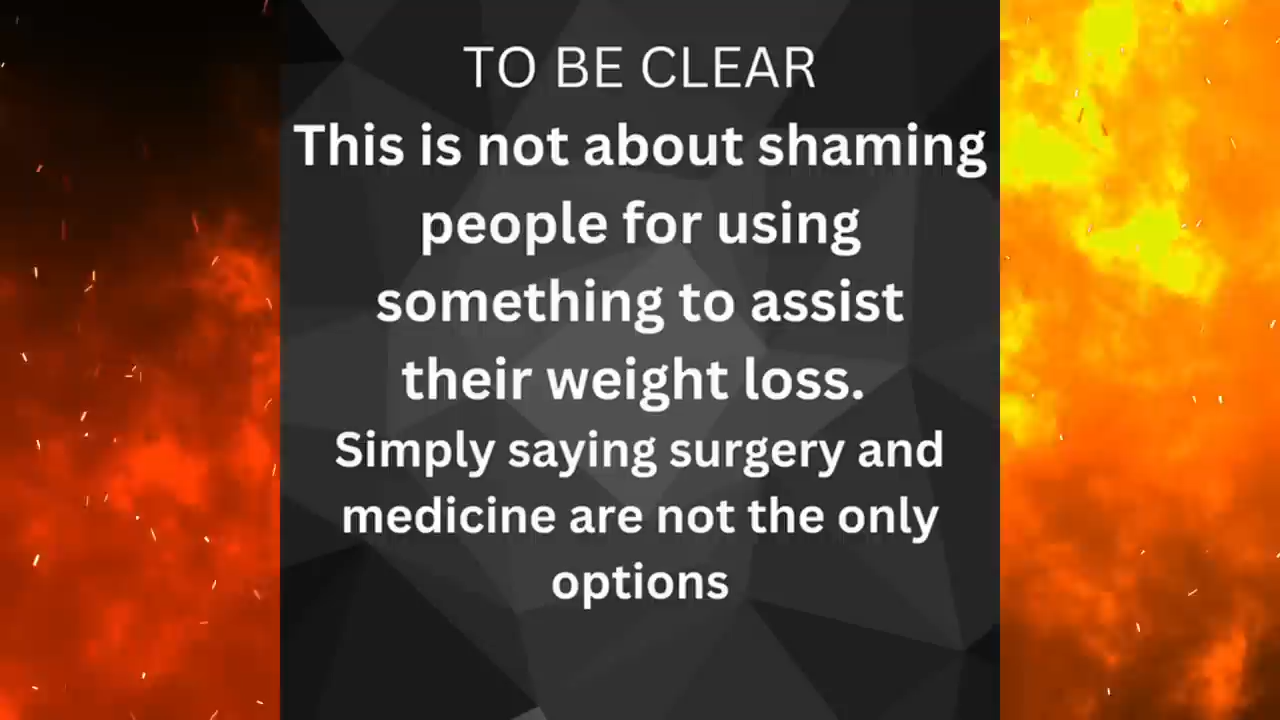 TO BE CLEAR
This is not about shaming
people for using
something to assist
their weight loss.
Simply saying surgery and
medicine are not the only
options